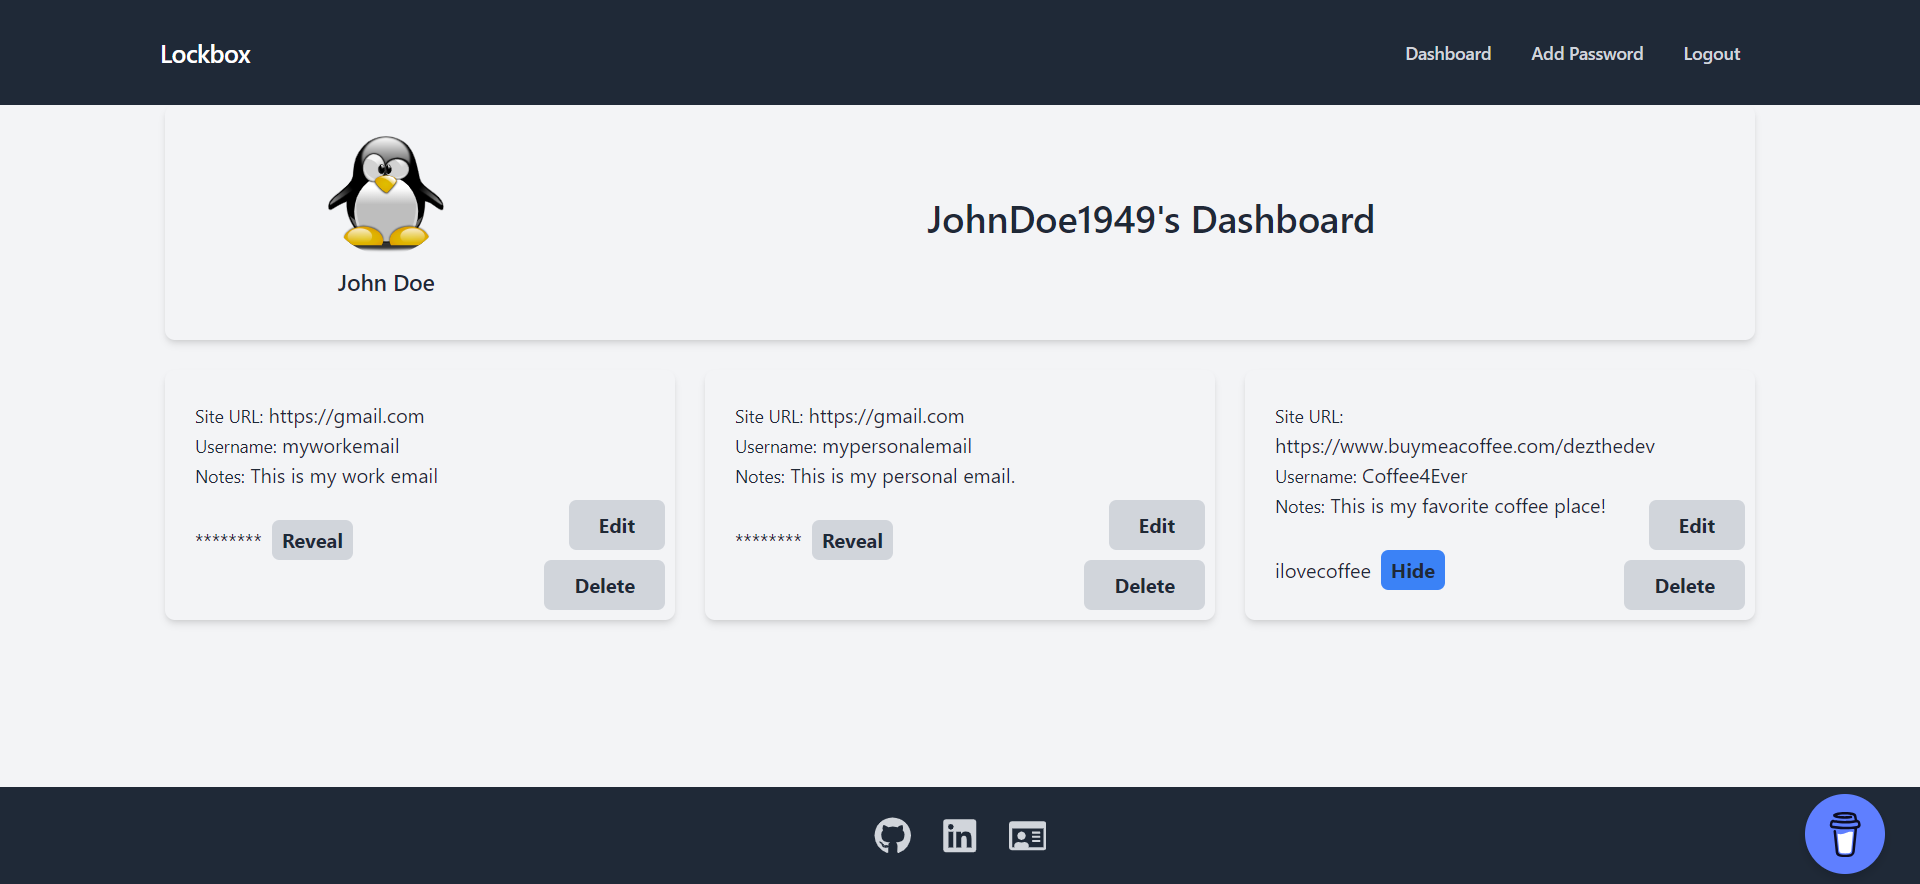 Lockbox
Dashboard
Add Password
Logout
JohnDoe1949's Dashboard
John Doe
Site URL: https://gmail.com
Username: myworkemail
Notes: This is my work email
******** Reveal
Edit
Delete
Site URL: https://gmail.com
Username: mypersonalemail
Notes: This is my personal email.
******** Reveal
Edit
Delete
Site URL:
https://www.buymeacoffee.com/dezthedev
Username: Coffee4Ever
Notes: This is my favorite coffee place!
ilovecoffee Hide
Edit
Delete
in